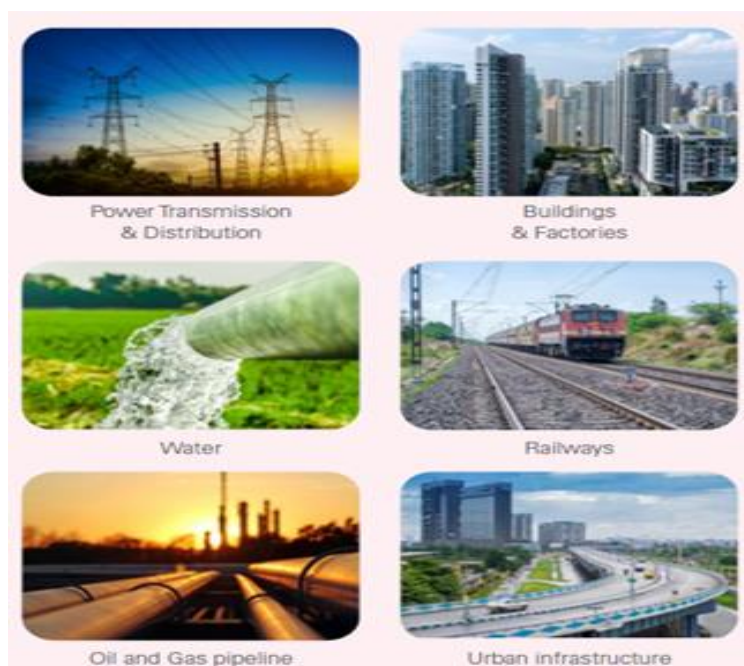 Power Transmission
& Distribution
Buildings
& Factories
Water
Railways
Oil and Gas pipeline
Urban infrastructure